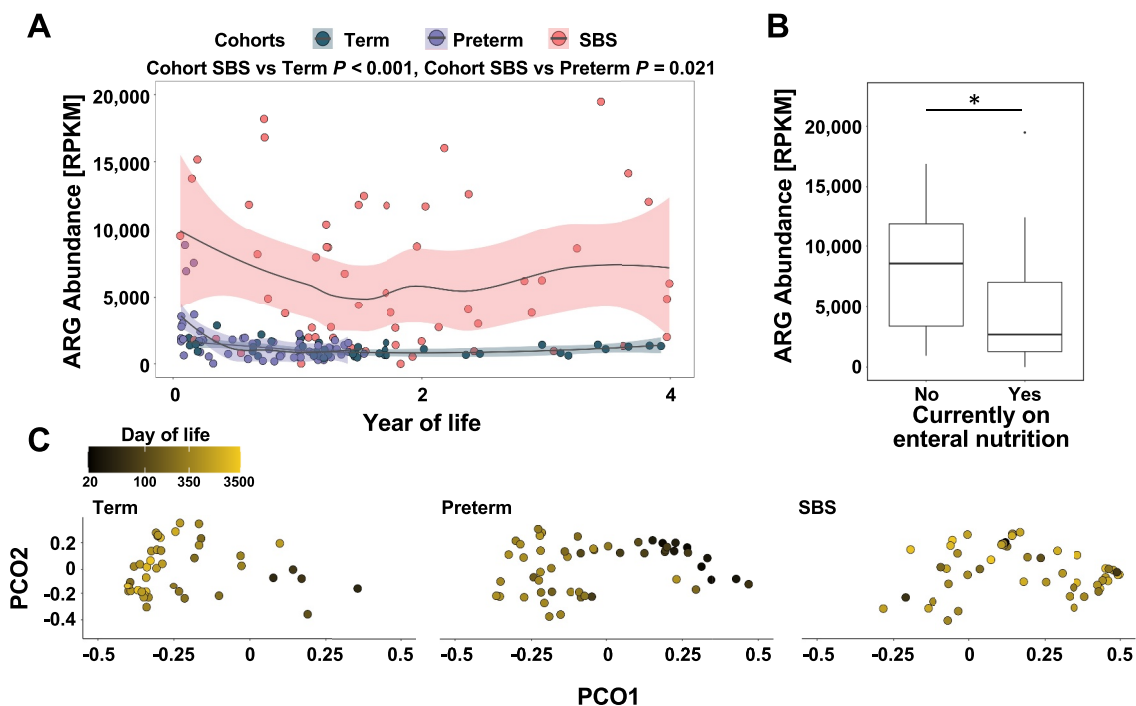 A
Cohorts Term Preterm SBS
Cohort SBS vs Term P < 0.001, Cohort SBS vs Preterm P = 0.021
ARG Abundance [RPKM]
20,000
15,000
10,000
5,000
0
0 2 4
Year of life
B
ARG Abundance [RPKM]
*
20,000
15,000
10,000
5,000
0
No Yes
Currently on
enteral nutrition
C
Day of life
20 100 350 3500
Term Preterm SBS
PCO2
0.2
0
-0.2
-0.4
-0.5 -0.25 0 0.25 0.5
-0.5 -0.25 0 0.25 0.5
-0.5 -0.25 0 0.25 0.5
PCO1